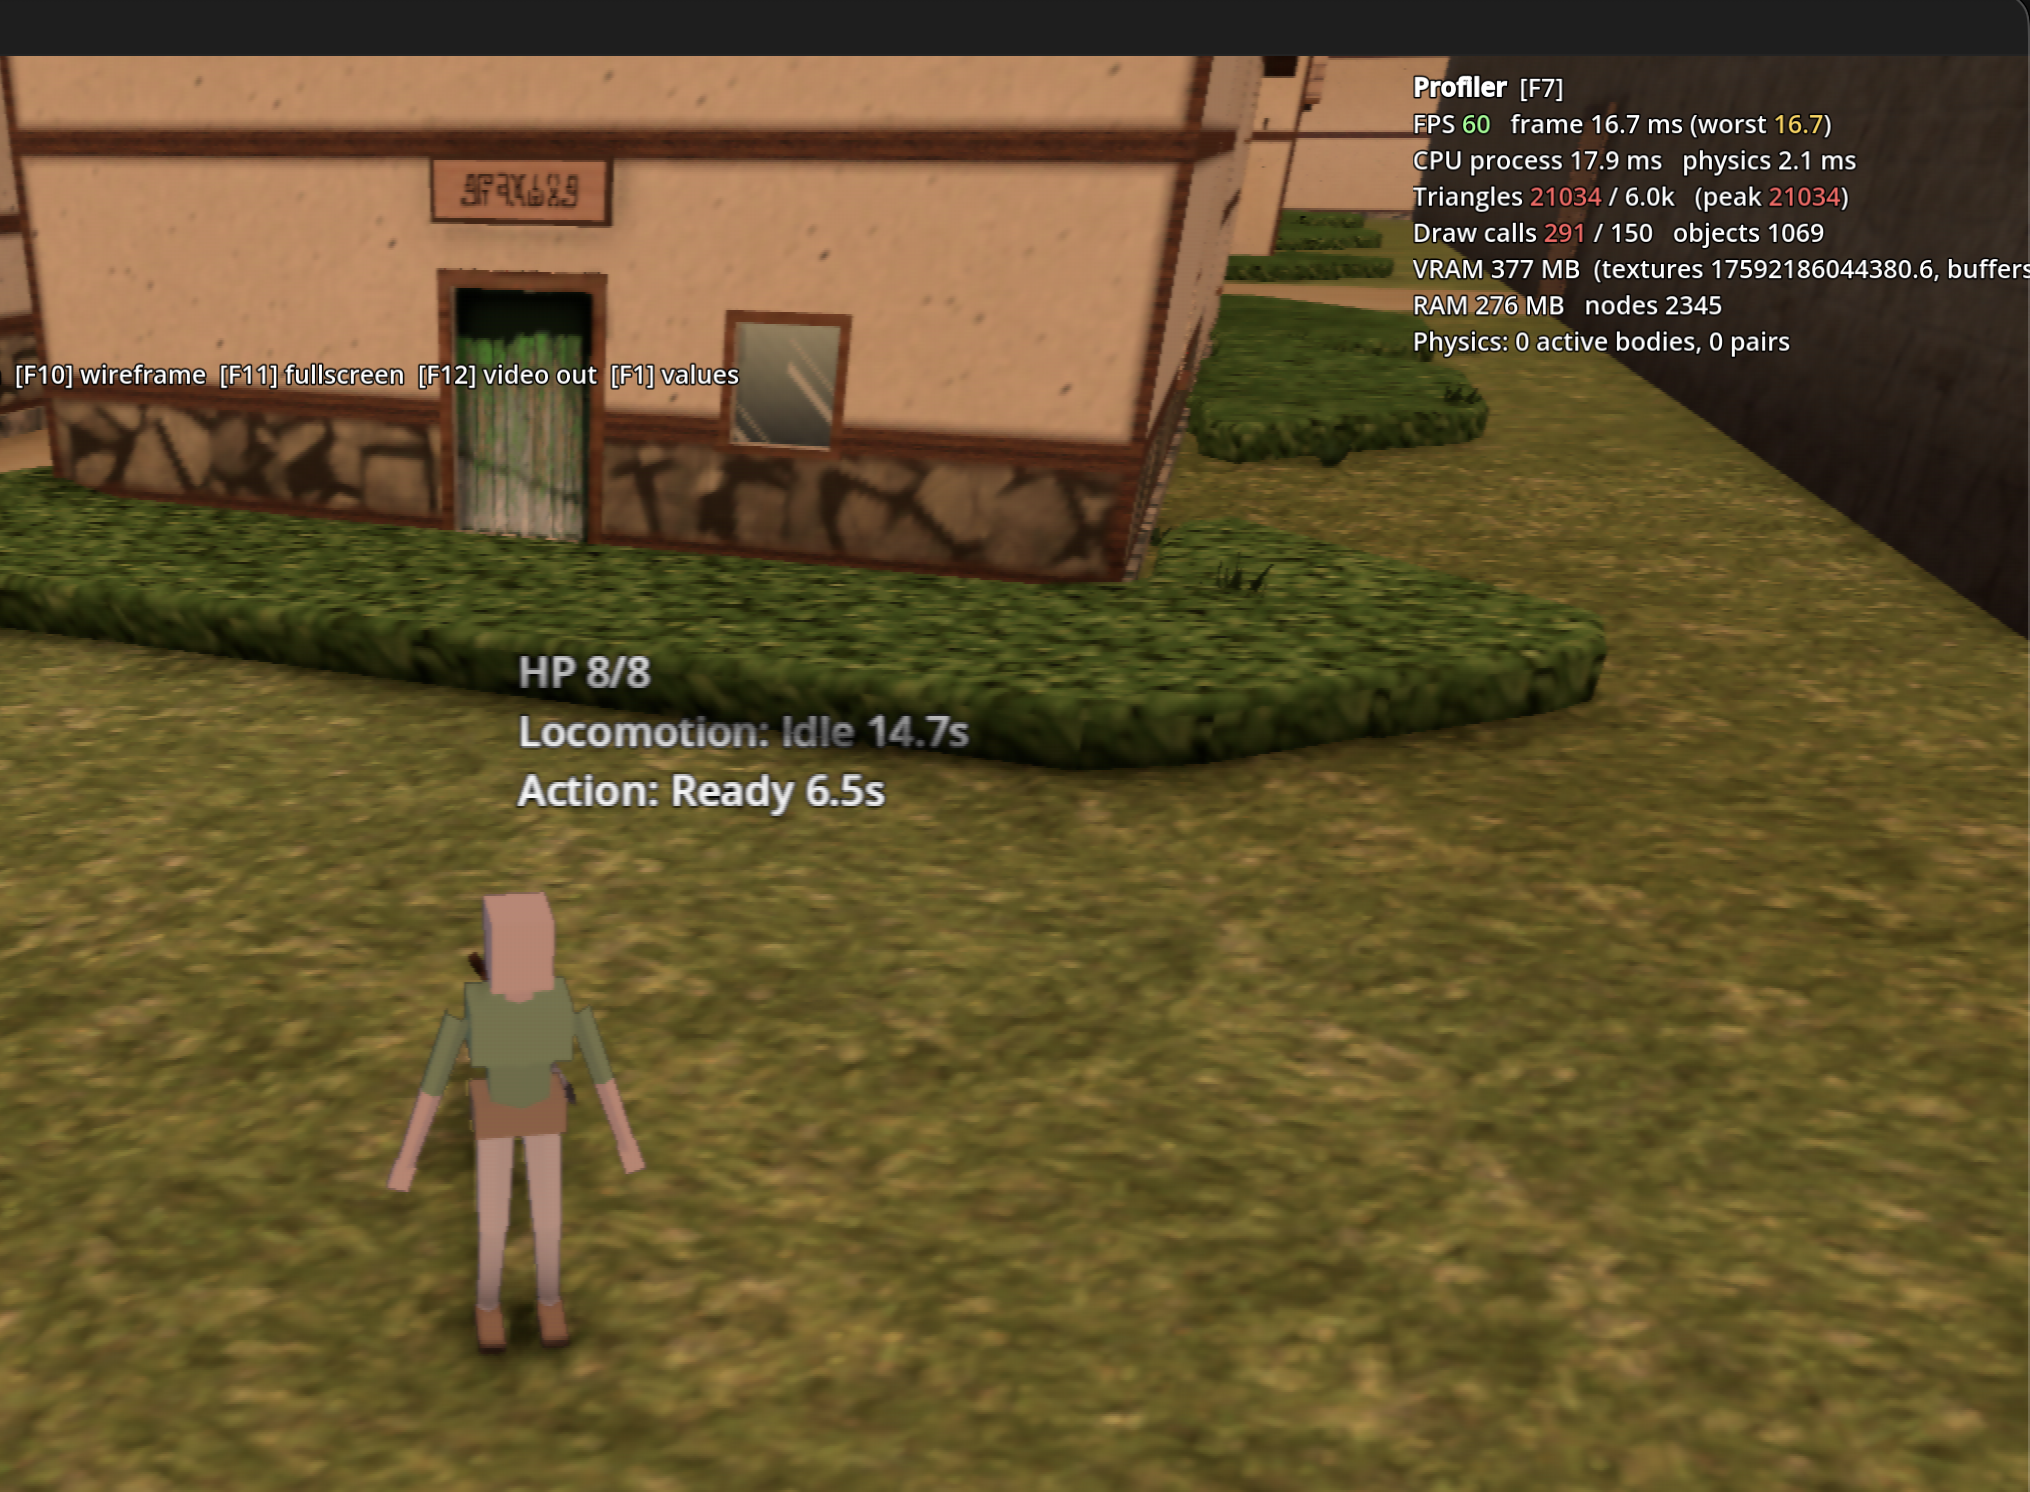 Profiler [F7]
FPS 60 frame 16.7 ms (worst 16.7)
CPU process 17.9 ms physics 2.1 ms
Triangles 21034 / 6.0k (peak 21034)
Draw calls 291 / 150 objects 1069
VRAM 377 MB (textures 17592186044380.6, buffers
RAM 276 MB nodes 2345
Physics: 0 active bodies, 0 pairs
[F10] wireframe [F11] fullscreen [F12] video out [F1] values
HP 8/8
Locomotion: Idle 14.7s
Action: Ready 6.5s